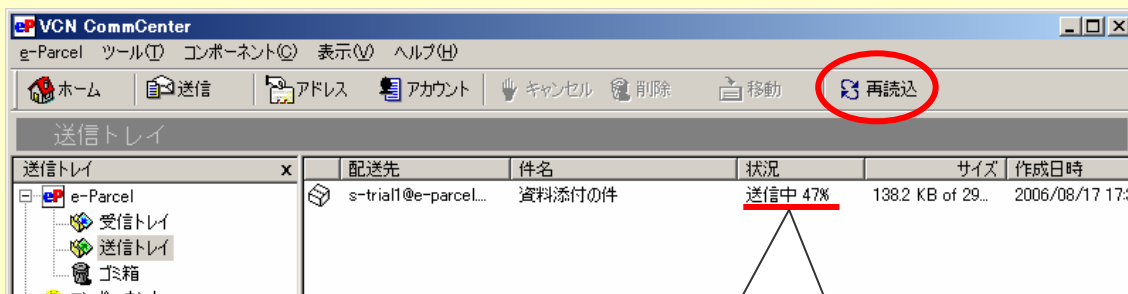 eP VCN CommCenter
e-Parcel ツール(T) コンポーネント(C) 表示(V) ヘルプ(H)
ホーム 送信 アドレス アカウント キャンセル 削除 移動 再読込
送信トレイ
送信トレイ x 配送先 件名 状況 サイズ 作成日時
eP e-Parcel s-trial1@e-parcel... 資料添付の件 送信中 47% 138.2 KB of 29... 2006/08/17 17:
受信トレイ
送信トレイ
ゴミ箱